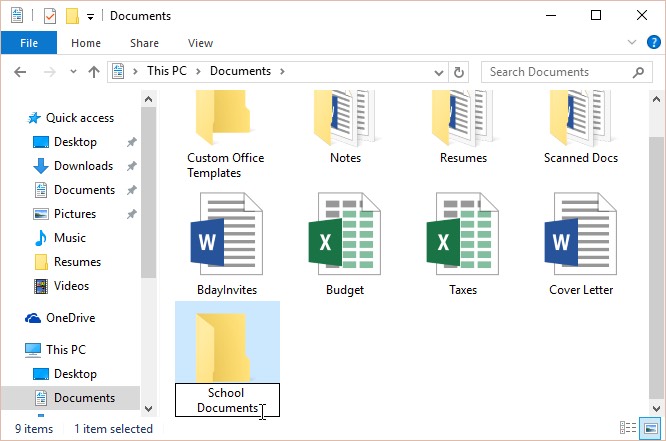 Documents
File Home Share View
This PC Documents
Search Documents
Quick access
Desktop
Downloads
Documents
Pictures
Music
Resumes
Videos
OneDrive
This PC
Desktop
Documents
Custom Office
Templates
Notes
Resumes
Scanned Docs
W
BdayInvites
X
Budget
X
Taxes
W
Cover Letter
School
Documents
9 items 1 item selected